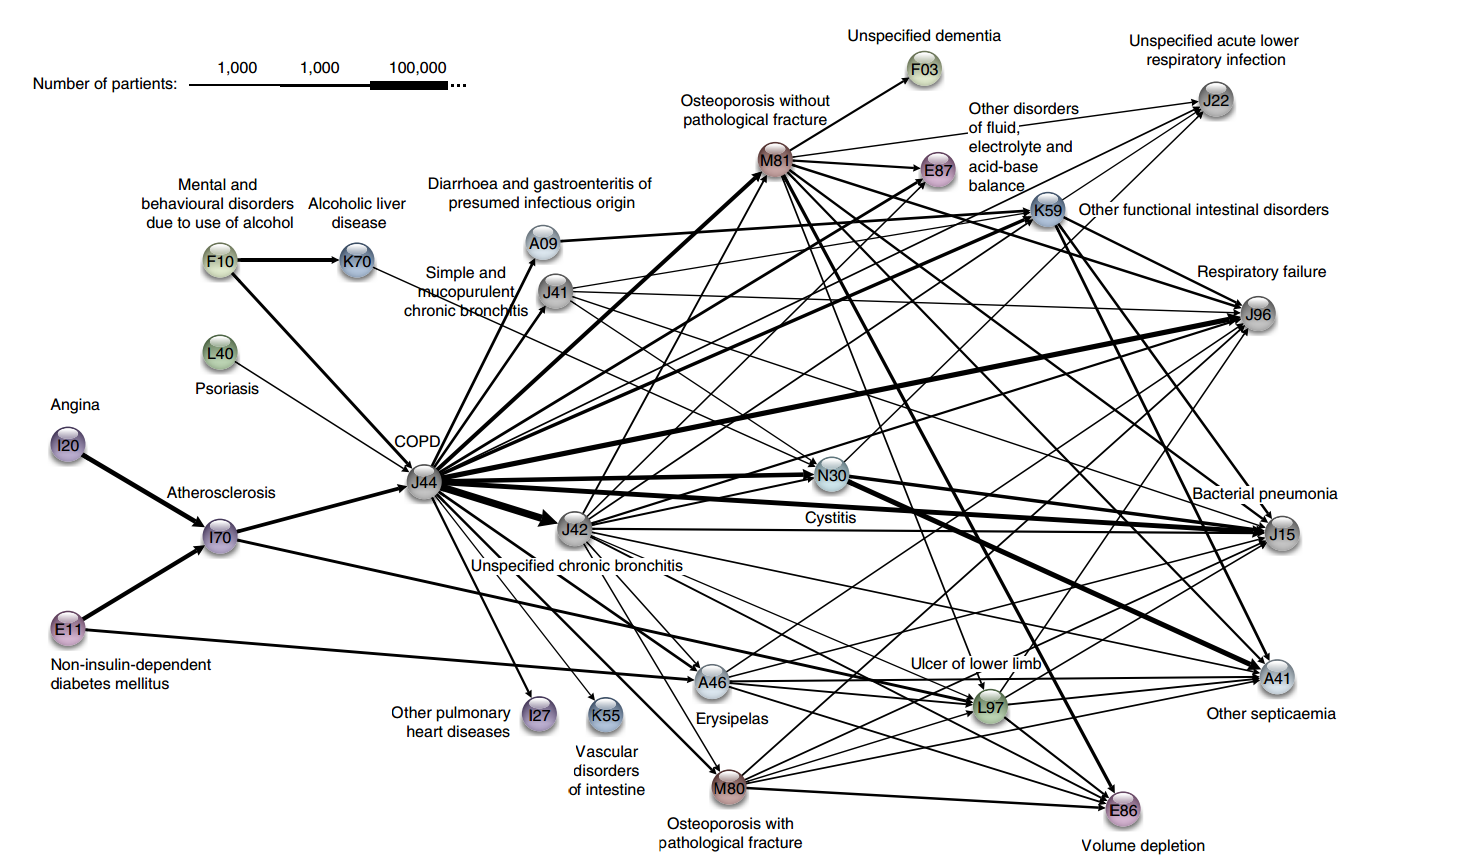 Unspecified dementia
F03
Unspecified acute lower
respiratory infection
J22
Number of partients:
1,000
1,000
100,000
Osteoporosis without
pathological fracture
M81
Other disorders
of fluid,
electrolyte and
acid-base
balance
E87
Mental and
behavioural disorders
due to use of alcohol
F10
Alcoholic liver
disease
K70
Diarrhoea and gastroenteritis of
presumed infectious origin
A09
K59
Other functional intestinal disorders
Simple and
mucopurulent
chronic bronchitis
J41
Respiratory failure
J96
L40
Psoriasis
Angina
I20
COPD
J44
Atherosclerosis
I70
N30
Cystitis
Bacterial pneumonia
J15
J42
Unspecified chronic bronchitis
E11
Non-insulin-dependent
diabetes mellitus
A46
Erysipelas
Ulcer of lower limb
L97
A41
Other septicaemia
I27
Other pulmonary
heart diseases
K55
Vascular
disorders
of intestine
M80
Osteoporosis with
pathological fracture
E86
Volume depletion